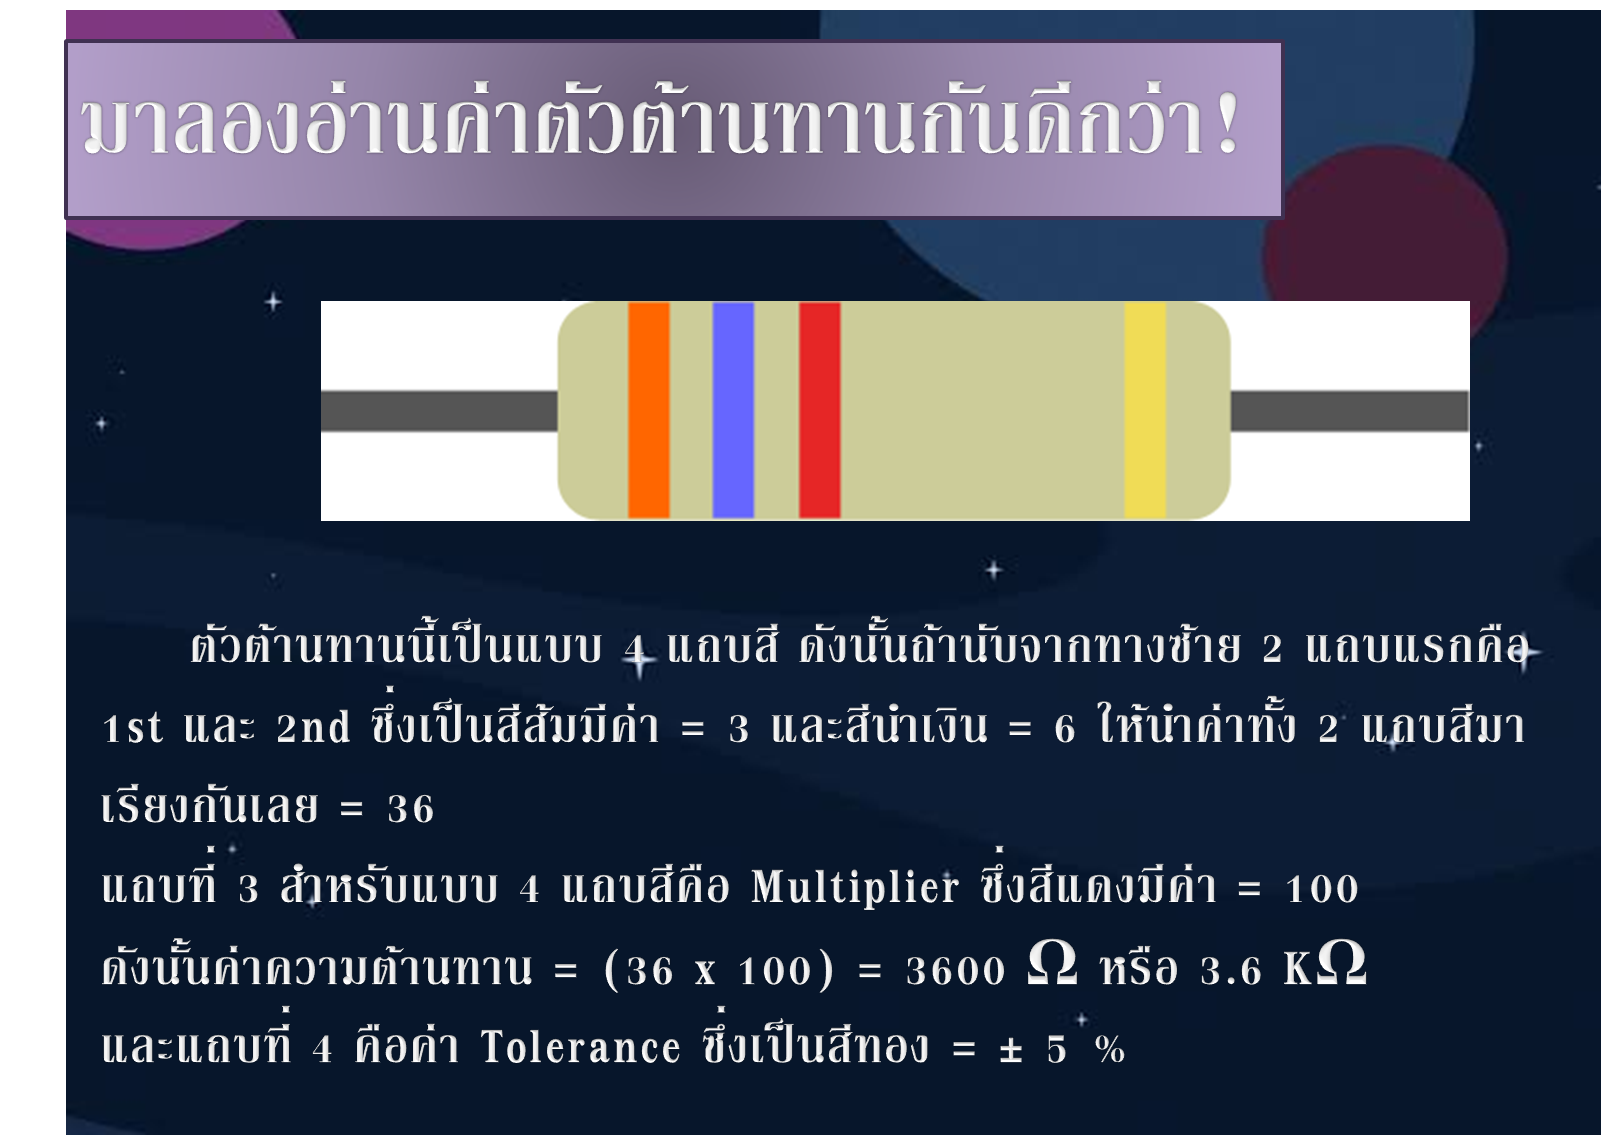 มาลองอ่านค่าตัวต้านทานกันดีกว่า!
ตัวต้านทานนี้เป็นแบบ 4 แถบสี ดังนั้นถ้านับจากทางซ้าย 2 แถบแรกคือ
1st และ 2nd ซึ่งเป็นสีส้มมีค่า = 3 และสีน้ำเงิน = 6 ให้นำค่าทั้ง 2 แถบสีมา
เรียงกันเลย = 36
แถบที่ 3 สำหรับแบบ 4 แถบสีคือ Multiplier ซึ่งสีแดงมีค่า = 100
ดังนั้นค่าความต้านทาน = (36 x 100) = 3600 Ω หรือ 3.6 KΩ
และแถบที่ 4 คือค่า Tolerance ซึ่งเป็นสีทอง = ± 5 %